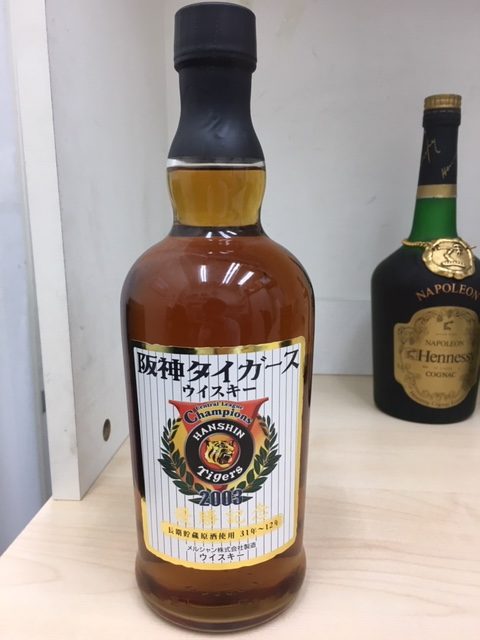 阪神タイガース
ウイスキー
Central League
Champions
HANSHIN
Tigers
2003
優勝記念
長期貯蔵原酒使用 31年〜12年
メルシャン株式会社製造
ウイスキー
NAPOLEON
NAPOLEON
Hennessy
COGNAC